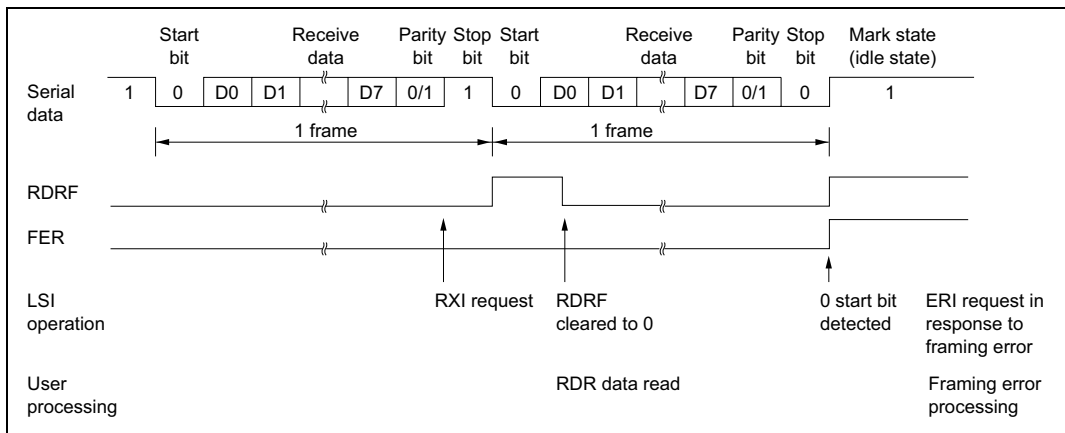 Start bit Receive data Parity bit Stop bit Start bit Receive data Parity bit Stop bit Mark state (idle state)
Serial data 1 0 D0 D1 D7 0/1 1 0 D0 D1 D7 0/1 0 1
1 frame 1 frame
RDRF
FER
LSI operation RXI request RDRF cleared to 0 0 start bit detected ERI request in response to framing error
User processing RDR data read Framing error processing